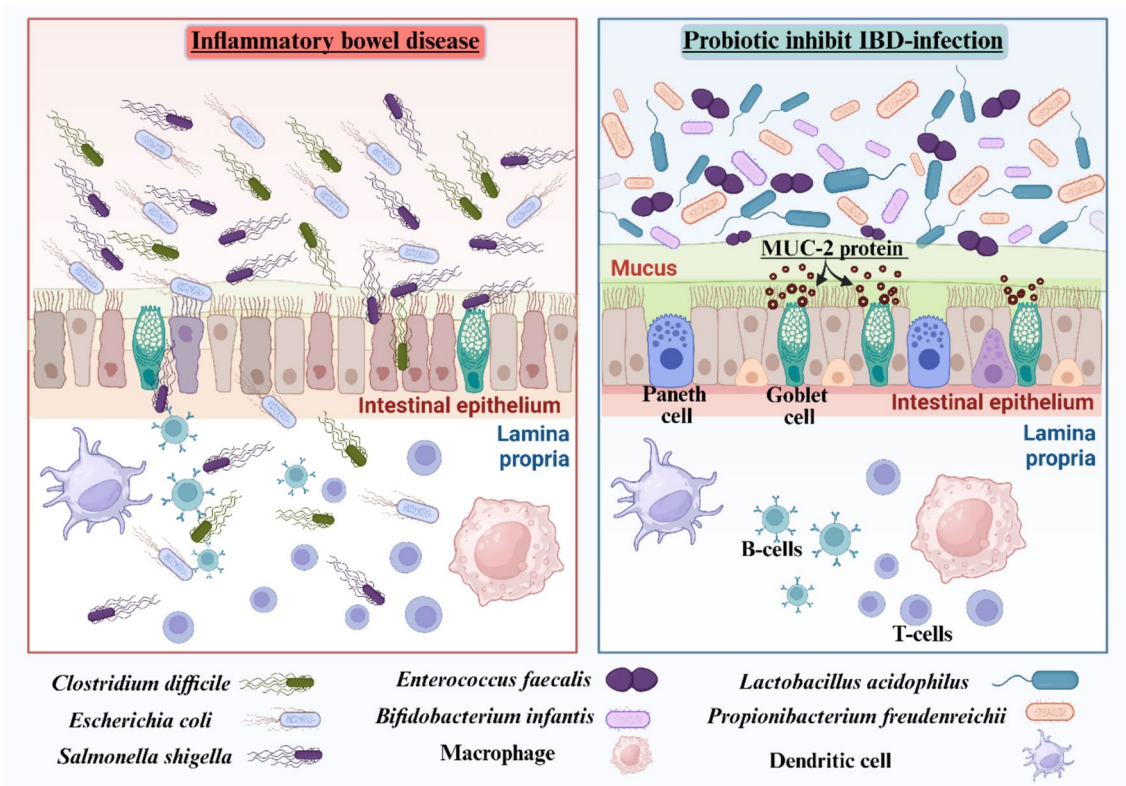 Inflammatory bowel disease
Probiotic inhibit IBD-infection
MUC-2 protein
Mucus
Intestinal epithelium
Lamina
propria
Paneth
cell
Goblet
cell
Intestinal epithelium
Lamina
propria
B-cells
T-cells
Clostridium difficile
Enterococcus faecalis
Lactobacillus acidophilus
Escherichia coli
Bifidobacterium infantis
Propionibacterium freudenreichii
Salmonella shigella
Macrophage
Dendritic cell